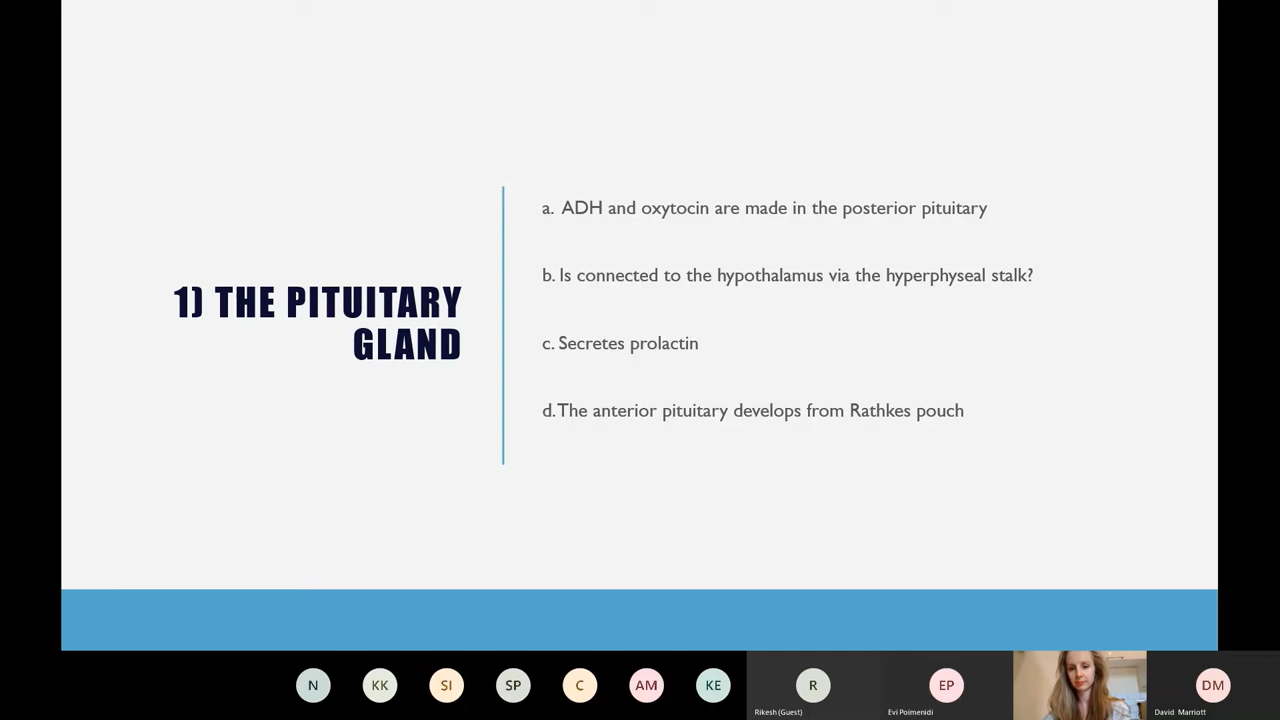 1) THE PITUITARY
GLAND
a. ADH and oxytocin are made in the posterior pituitary
b. Is connected to the hypothalamus via the hyperphyseal stalk?
c. Secretes prolactin
d. The anterior pituitary develops from Rathkes pouch
N KK SI SP C AM KE R EP DM
Rikesh (Guest) Evi Poimenidi David Marriott